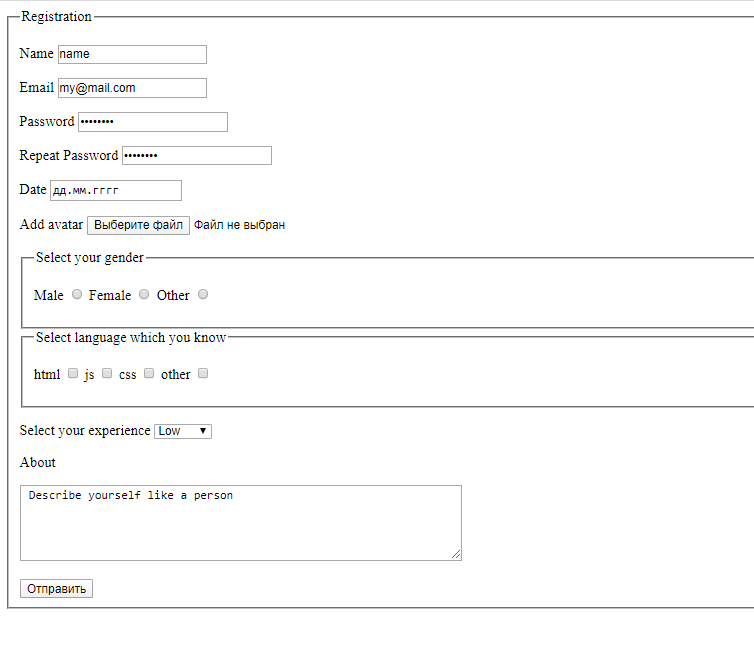 Registration
Name name
Email my@mail.com
Password ••••••••
Repeat Password ••••••••
Date дд.мм.гггг
Add avatar Выберите файл Файл не выбран
Select your gender
Male Female Other
Select language which you know
html js css other
Select your experience Low
About
Describe yourself like a person
Отправить